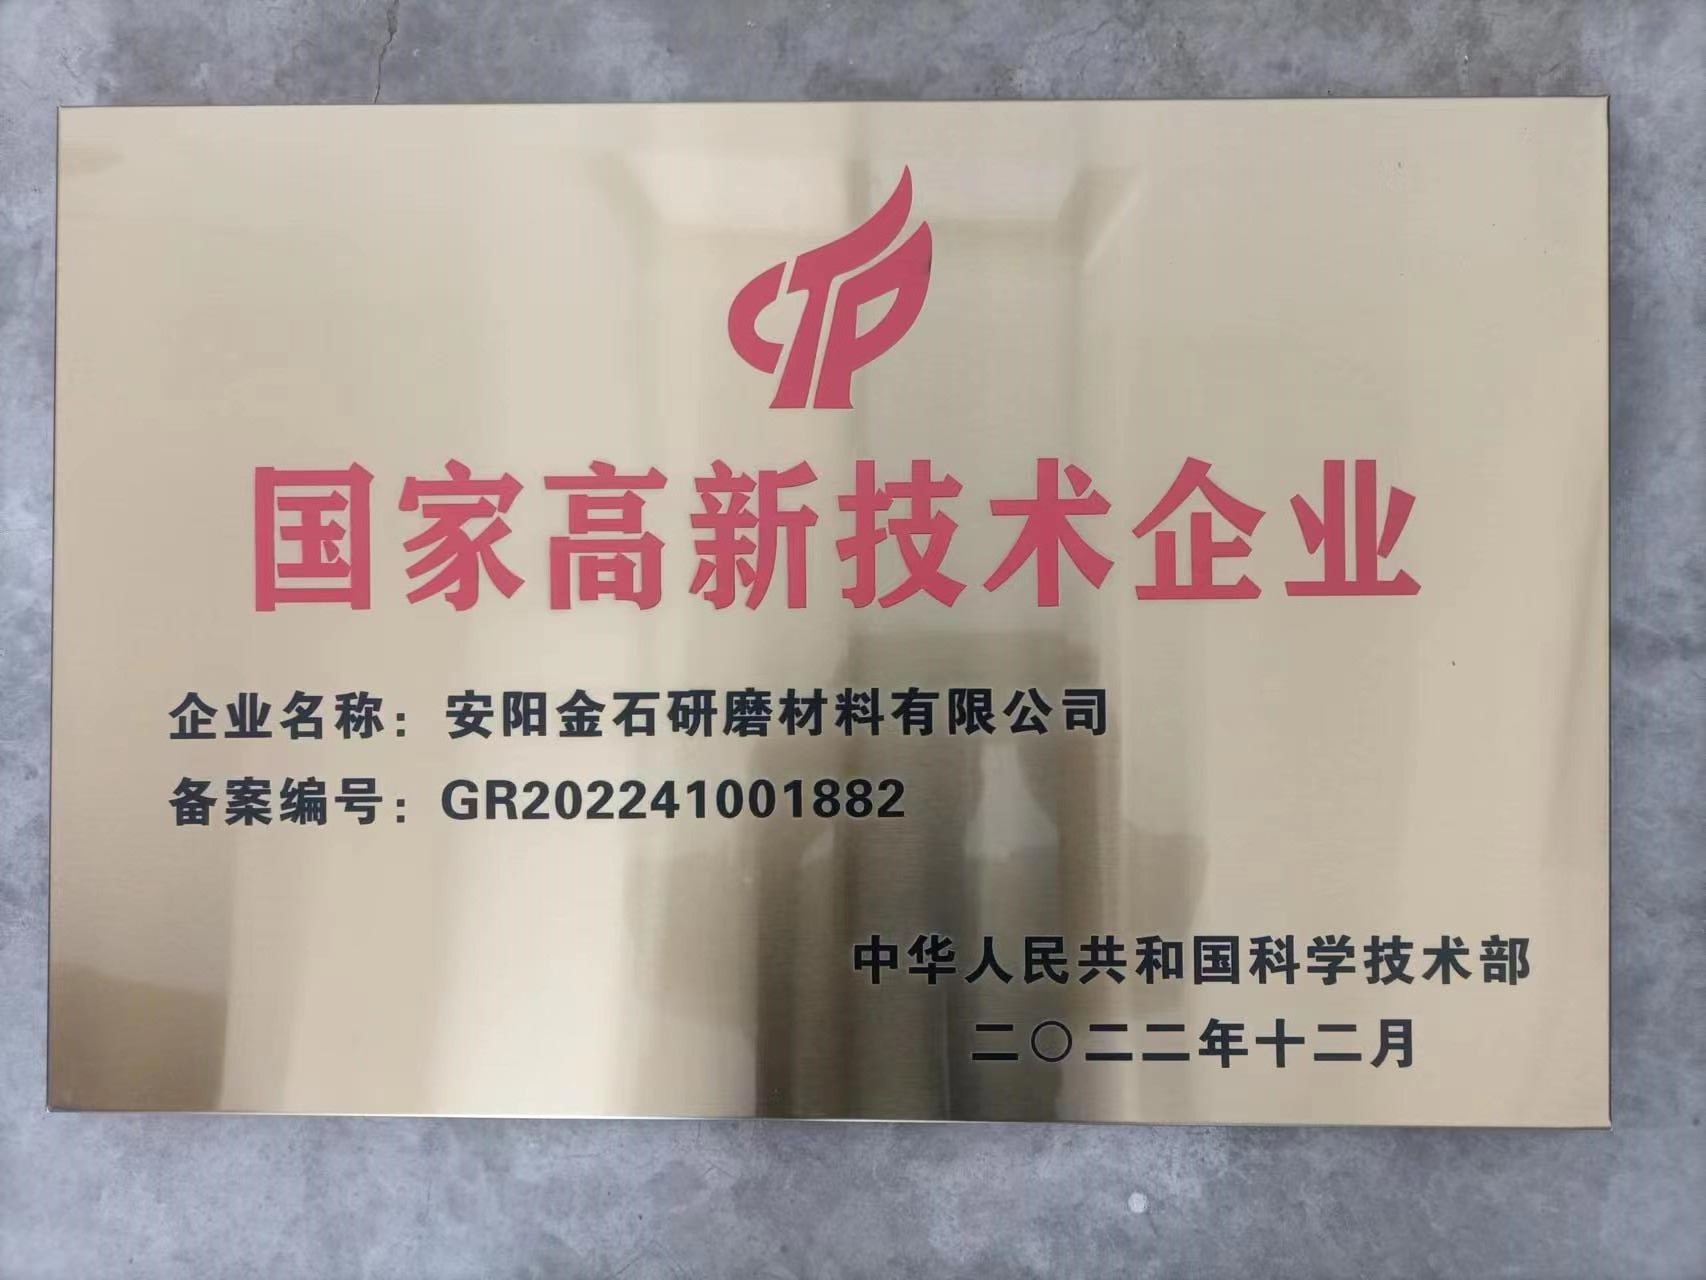 CTP
国家高新技术企业
企业名称：安阳金石研磨材料有限公司
备案编号：GR202241001882
中华人民共和国科学技术部
二〇二二年十二月